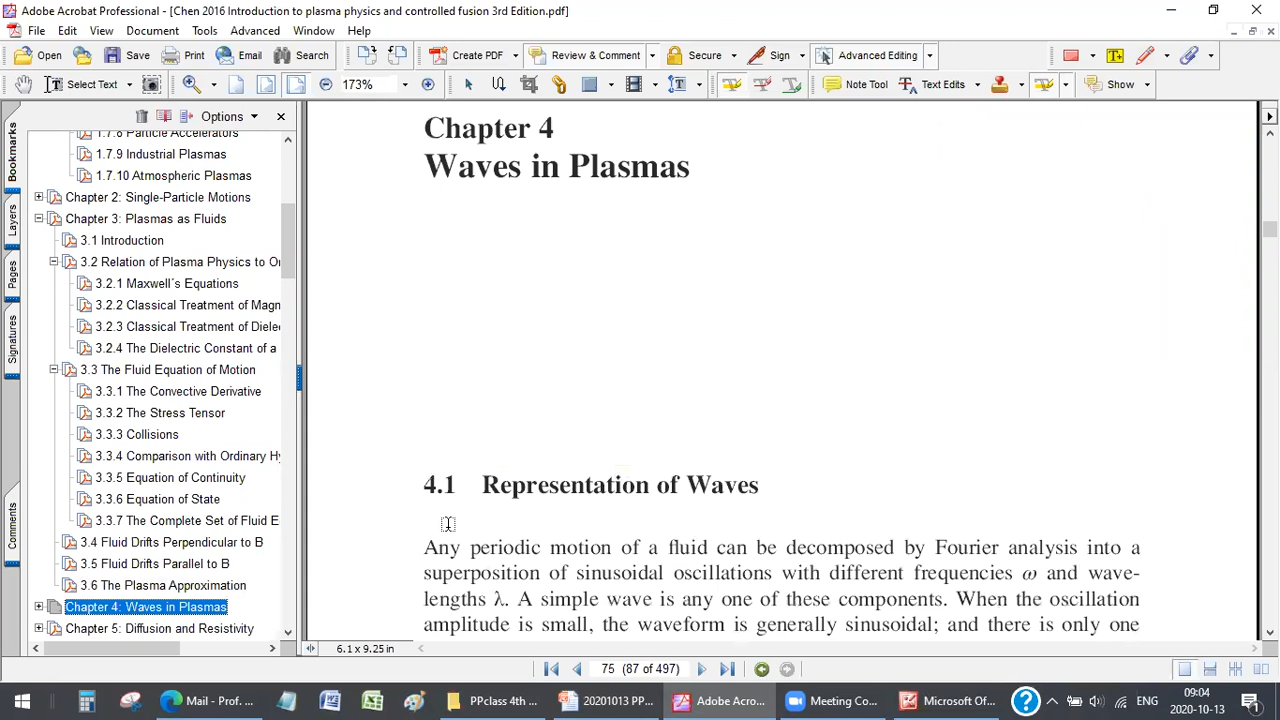 Adobe Acrobat Professional - [Chen 2016 Introduction to plasma physics and controlled fusion 3rd Edition.pdf]
File Edit View Document Tools Advanced Window Help
Open Save Print Email Search Create PDF Review & Comment Secure Sign Advanced Editing
Select Text 173% Note Tool Text Edits Show
Options
Bookmarks
Layers
Pages
Signatures
Comments
1.7.8 Particle Accelerators
1.7.9 Industrial Plasmas
1.7.10 Atmospheric Plasmas
Chapter 2: Single-Particle Motions
Chapter 3: Plasmas as Fluids
3.1 Introduction
3.2 Relation of Plasma Physics to Or
3.2.1 Maxwell´s Equations
3.2.2 Classical Treatment of Magn
3.2.3 Classical Treatment of Diele
3.2.4 The Dielectric Constant of a
3.3 The Fluid Equation of Motion
3.3.1 The Convective Derivative
3.3.2 The Stress Tensor
3.3.3 Collisions
3.3.4 Comparison with Ordinary Hy
3.3.5 Equation of Continuity
3.3.6 Equation of State
3.3.7 The Complete Set of Fluid E
3.4 Fluid Drifts Perpendicular to B
3.5 Fluid Drifts Parallel to B
3.6 The Plasma Approximation
Chapter 4: Waves in Plasmas
Chapter 5: Diffusion and Resistivity
Chapter 4
Waves in Plasmas
4.1 Representation of Waves
Any periodic motion of a fluid can be decomposed by Fourier analysis into a
superposition of sinusoidal oscillations with different frequencies ω and wave-
lengths λ. A simple wave is any one of these components. When the oscillation
amplitude is small, the waveform is generally sinusoidal; and there is only one
6.1 x 9.25 in
75 (87 of 497)
Mail - Prof. ... PPclass 4th ... 20201013 PP... Adobe Acro... Meeting Co... Microsoft Of... ENG
09:04
2020-10-13
1